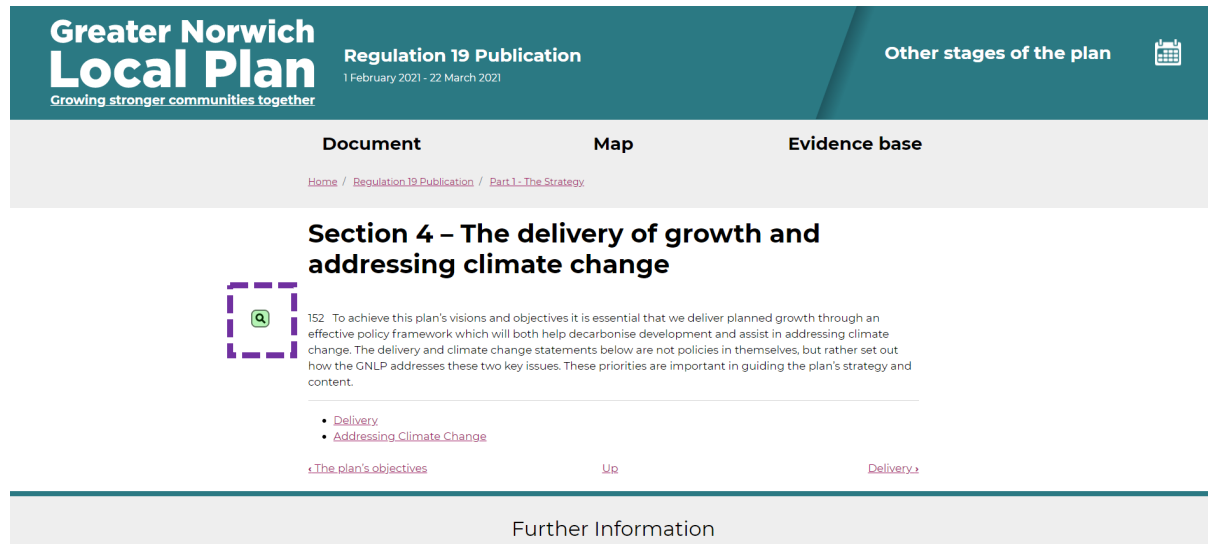 Greater Norwich
Local Plan
Growing stronger communities together
Regulation 19 Publication
1 February 2021 - 22 March 2021
Other stages of the plan
Document
Map
Evidence base
Home / Regulation 19 Publication / Part 1 - The Strategy
Section 4 – The delivery of growth and
addressing climate change
152 To achieve this plan's visions and objectives it is essential that we deliver planned growth through an
effective policy framework which will both help decarbonise development and assist in addressing climate
change. The delivery and climate change statements below are not policies in themselves, but rather set out
how the GNLP addresses these two key issues. These priorities are important in guiding the plan's strategy and
content.
• Delivery
• Addressing Climate Change
‹ The plan's objectives
Up
Delivery ›
Further Information